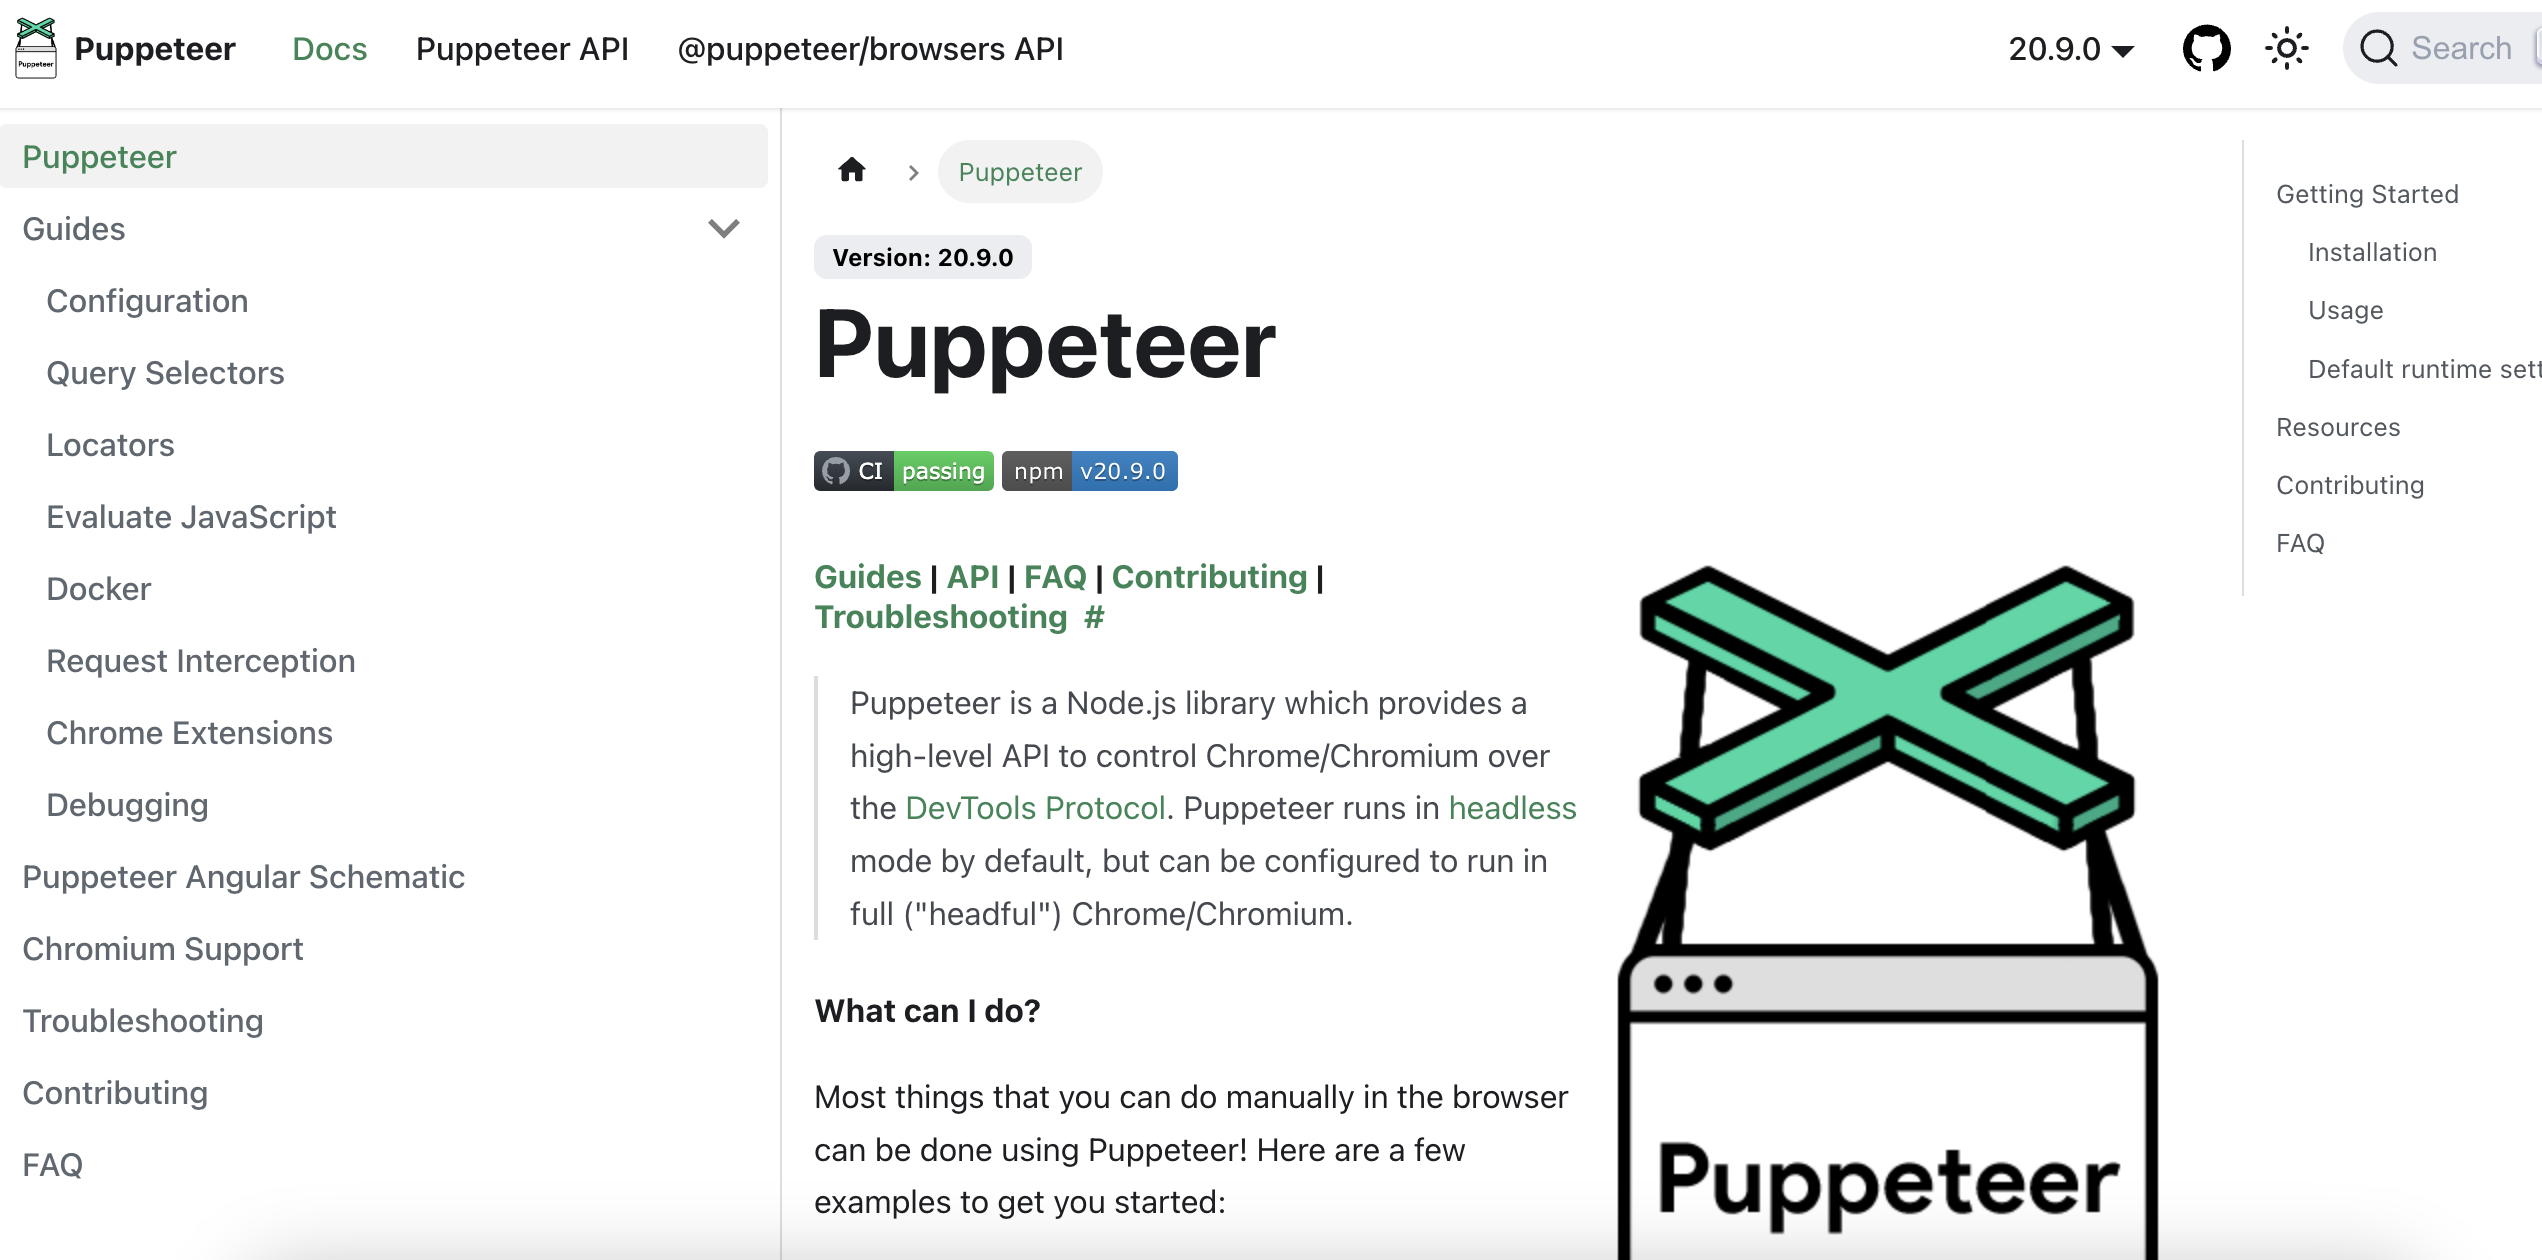 Puppeteer
Puppeteer Docs Puppeteer API @puppeteer/browsers API 20.9.0 Search
Puppeteer
Guides
Configuration
Query Selectors
Locators
Evaluate JavaScript
Docker
Request Interception
Chrome Extensions
Debugging
Puppeteer Angular Schematic
Chromium Support
Troubleshooting
Contributing
FAQ
Puppeteer
Version: 20.9.0
Puppeteer
CI passing npm v20.9.0
Guides | API | FAQ | Contributing |
Troubleshooting #
Puppeteer is a Node.js library which provides a
high-level API to control Chrome/Chromium over
the DevTools Protocol. Puppeteer runs in headless
mode by default, but can be configured to run in
full ("headful") Chrome/Chromium.
What can I do?
Most things that you can do manually in the browser
can be done using Puppeteer! Here are a few
examples to get you started:
Puppeteer
Getting Started
Installation
Usage
Default runtime sett
Resources
Contributing
FAQ